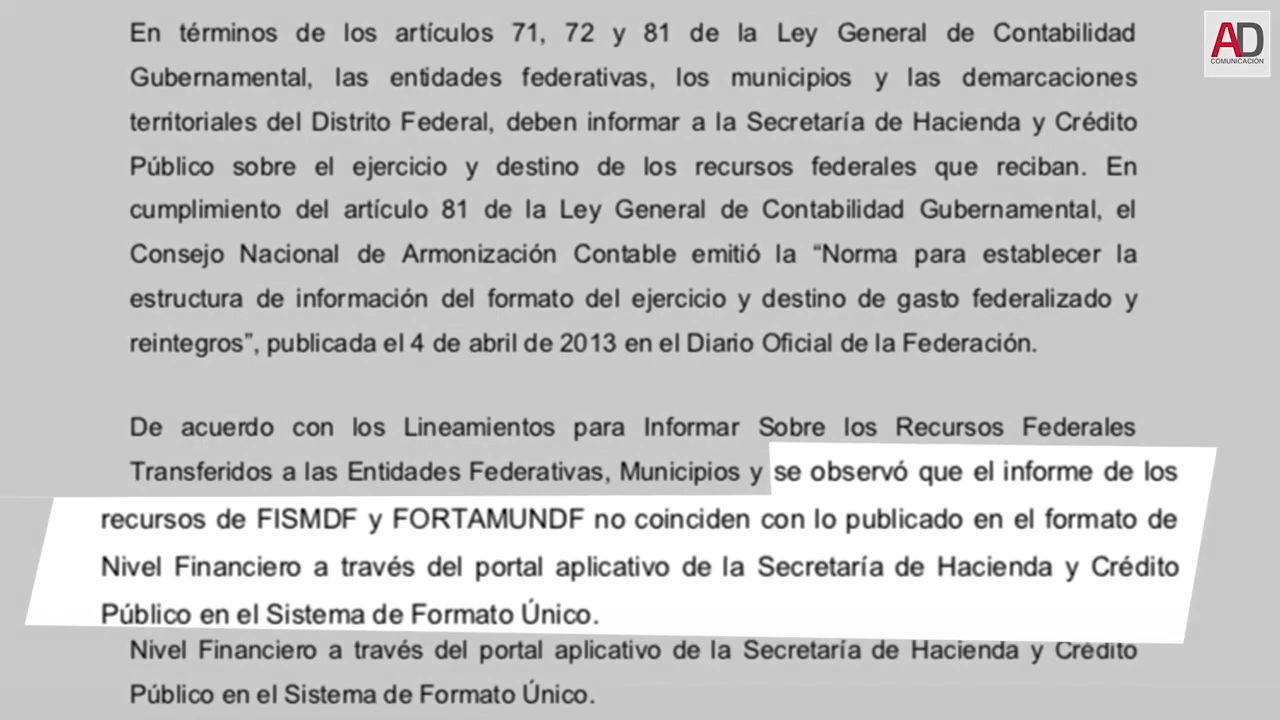 AD
COMUNICACIÓN
En términos de los artículos 71, 72 y 81 de la Ley General de Contabilidad
Gubernamental, las entidades federativas, los municipios y las demarcaciones
territoriales del Distrito Federal, deben informar a la Secretaría de Hacienda y Crédito
Público sobre el ejercicio y destino de los recursos federales que reciban. En
cumplimiento del artículo 81 de la Ley General de Contabilidad Gubernamental, el
Consejo Nacional de Armonización Contable emitió la “Norma para establecer la
estructura de información del formato del ejercicio y destino de gasto federalizado y
reintegros”, publicada el 4 de abril de 2013 en el Diario Oficial de la Federación.
De acuerdo con los Lineamientos para Informar Sobre los Recursos Federales
Transferidos a las Entidades Federativas, Municipios y se observó que el informe de los
recursos de FISMDF y FORTAMUNDF no coinciden con lo publicado en el formato de
Nivel Financiero a través del portal aplicativo de la Secretaría de Hacienda y Crédito
Público en el Sistema de Formato Único.
Nivel Financiero a través del portal aplicativo de la Secretaría de Hacienda y Crédito
Público en el Sistema de Formato Único.